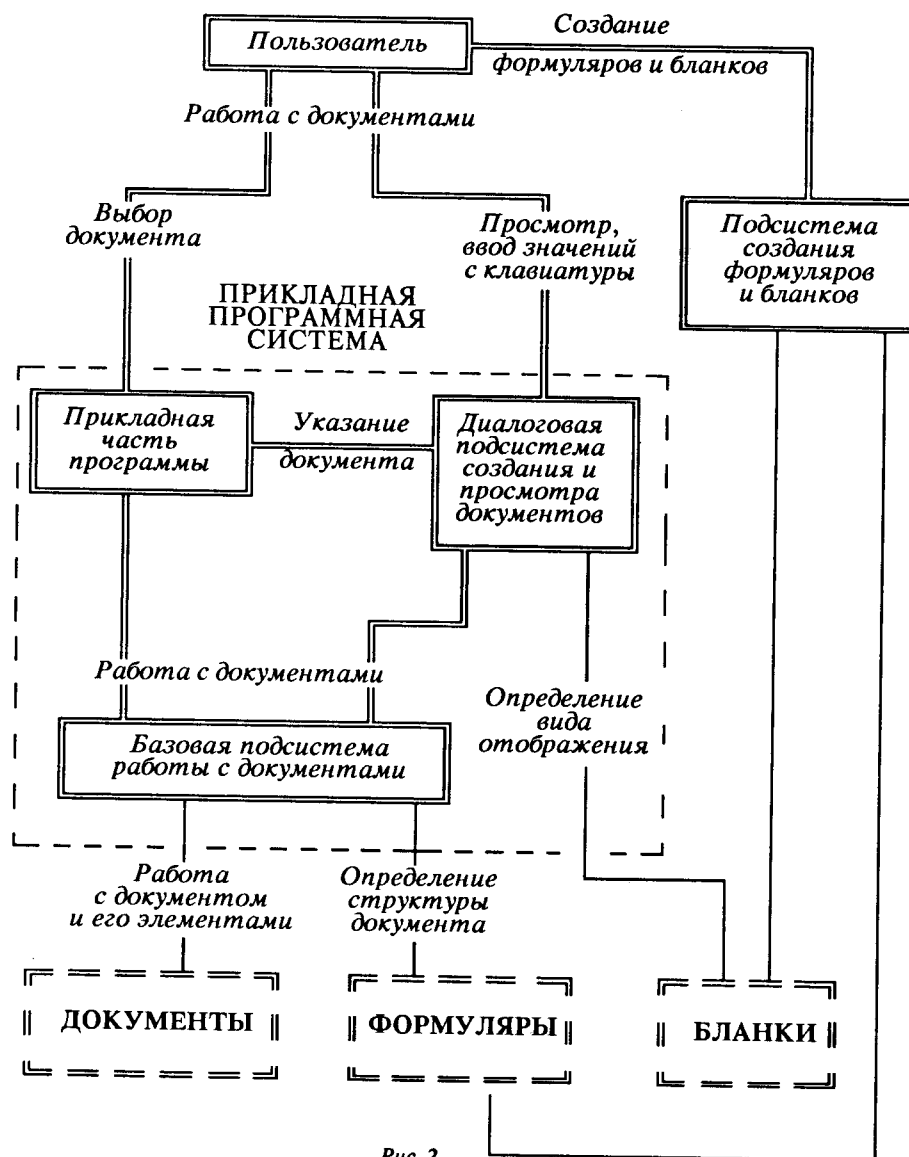 Пользователь
Создание
формуляров и бланков
Работа с документами
Выбор
документа
Просмотр,
ввод значений
с клавиатуры
Подсистема
создания
формуляров
и бланков
ПРИКЛАДНАЯ
ПРОГРАММНАЯ
СИСТЕМА
Прикладная
часть
программы
Указание
документа
Диалоговая
подсистема
создания и
просмотра
документов
Работа с документами
Определение
вида
отображения
Базовая подсистема
работы с документами
Работа
с документом
и его элементами
Определение
структуры
документа
ДОКУМЕНТЫ
ФОРМУЛЯРЫ
БЛАНКИ
Рис. 2